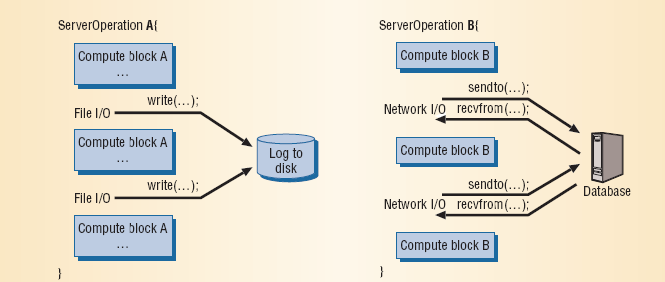 ServerOperation A{
Compute block A
...
write(...);
File I/O
Compute block A
...
Log to
disk
write(...);
File I/O
Compute block A
...
}
ServerOperation B{
Compute block B
sendto(...);
Network I/O recvfrom(...);
Compute block B
sendto(...);
Database
Network I/O recvfrom(...);
Compute block B
}